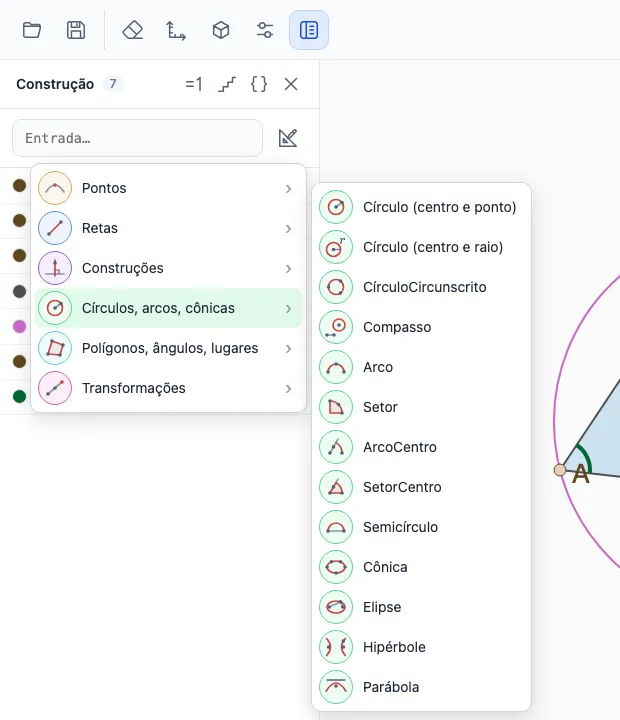 Construção 7
=1 { }
Entrada…
Pontos
Retas
Construções
Círculos, arcos, cônicas
Polígonos, ângulos, lugares
Transformações
Círculo (centro e ponto)
r
Círculo (centro e raio)
CírculoCircunscrito
Compasso
Arco
Setor
ArcoCentro
SetorCentro
Semicírculo
Cônica
Elipse
Hipérbole
Parábola
A